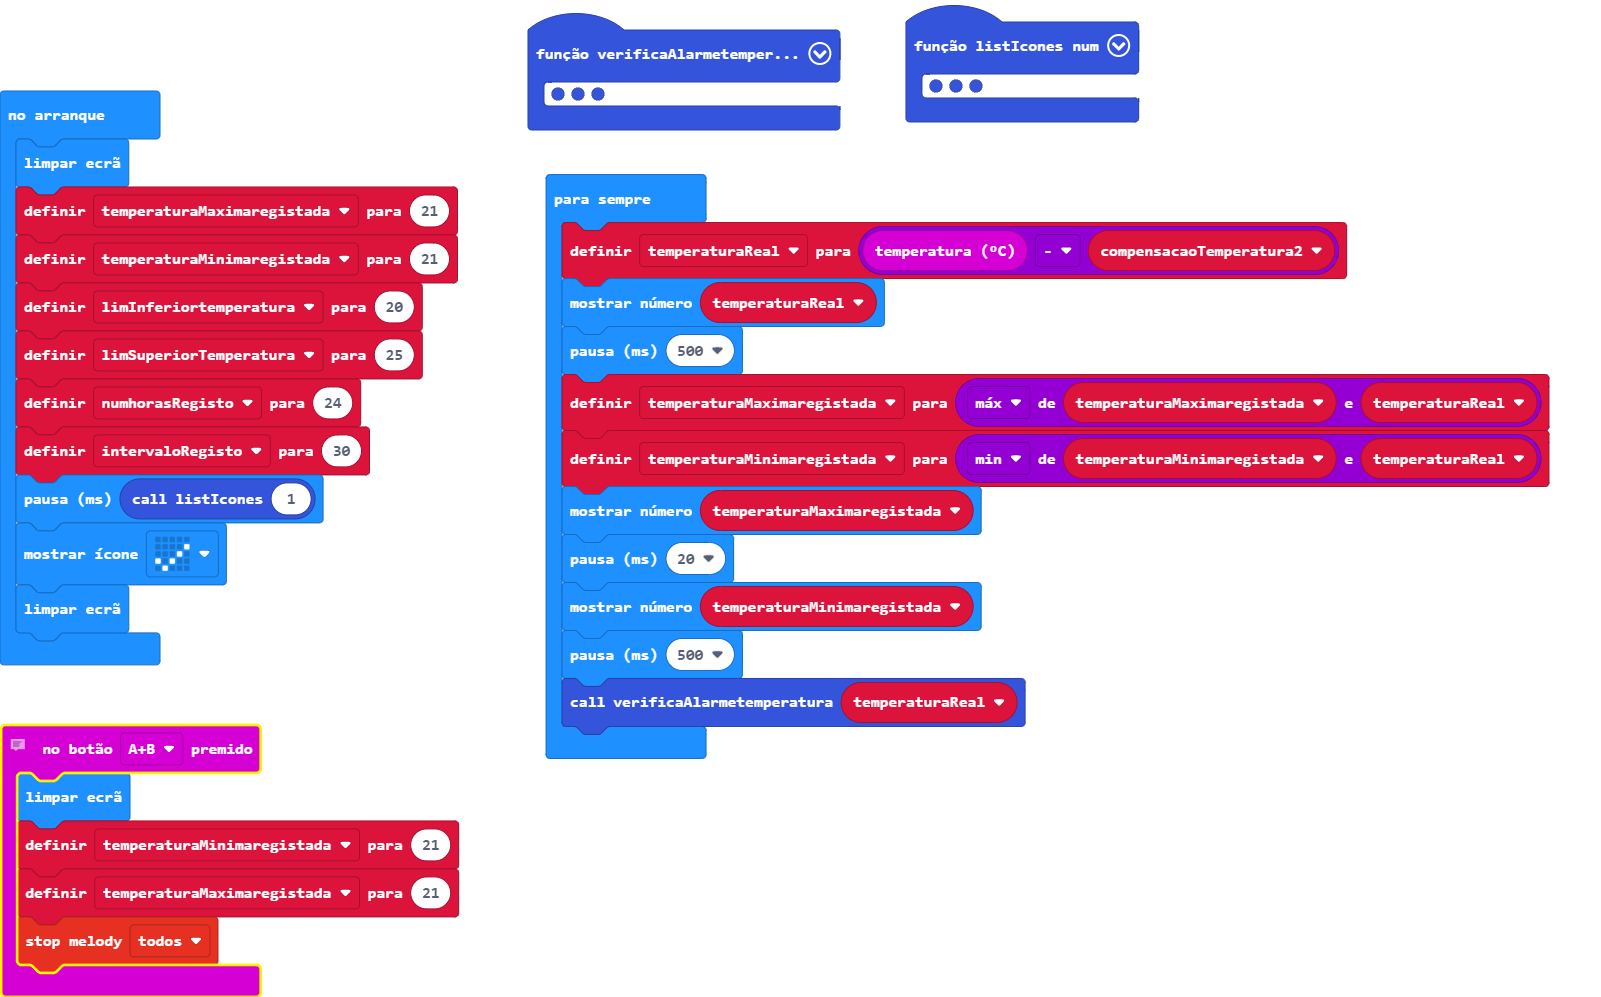 no arranque
limpar ecrã
definir temperaturaMaximaregistada para 21
definir temperaturaMinimaregistada para 21
definir limInferiortemperatura para 20
definir limSuperiorTemperatura para 25
definir numhorasRegisto para 24
definir intervaloRegisto para 30
pausa (ms) call listIcones 1
mostrar ícone
limpar ecrã
no botão A+B premido
limpar ecrã
definir temperaturaMinimaregistada para 21
definir temperaturaMaximaregistada para 21
stop melody todos
função verificaAlarmetemper...
função listIcones num
para sempre
definir temperaturaReal para temperatura (ºC) - compensacaoTemperatura2
mostrar número temperaturaReal
pausa (ms) 500
definir temperaturaMaximaregistada para máx de temperaturaMaximaregistada e temperaturaReal
definir temperaturaMinimaregistada para min de temperaturaMinimaregistada e temperaturaReal
mostrar número temperaturaMaximaregistada
pausa (ms) 20
mostrar número temperaturaMinimaregistada
pausa (ms) 500
call verificaAlarmetemperatura temperaturaReal